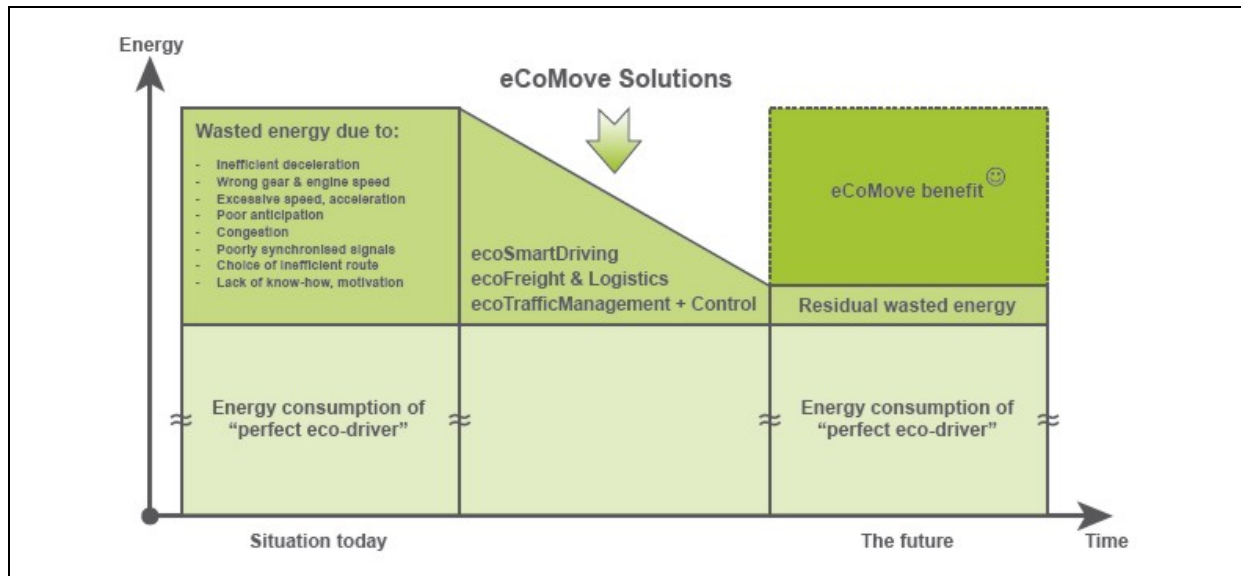 Energy
eCoMove Solutions
Wasted energy due to:
- Inefficient deceleration
- Wrong gear & engine speed
- Excessive speed, acceleration
- Poor anticipation
- Congestion
- Poorly synchronised signals
- Choice of inefficient route
- Lack of know-how, motivation
ecoSmartDriving
ecoFreight & Logistics
ecoTrafficManagement + Control
eCoMove benefit
Residual wasted energy
Energy consumption of
“perfect eco-driver”
Energy consumption of
“perfect eco-driver”
Situation today
The future
Time